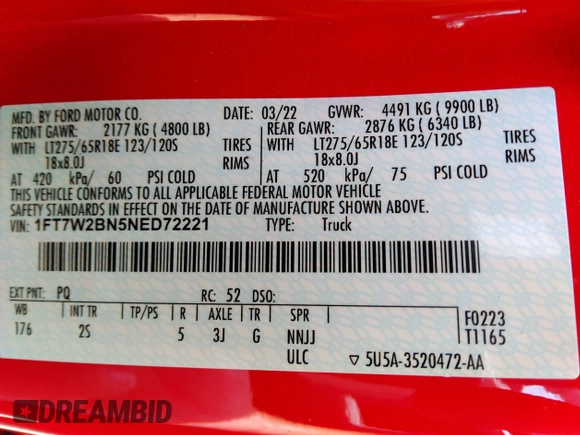 MFD. BY FORD MOTOR CO. DATE: 03/22 GVWR: 4491 KG ( 9900 LB)
FRONT GAWR: 2177 KG ( 4800 LB) REAR GAWR: 2876 KG ( 6340 LB)
WITH LT275/65R18E 123/120S TIRES WITH LT275/65R18E 123/120S TIRES
18x8.0J RIMS 18x8.0J RIMS
AT 420 kPa/ 60 PSI COLD AT 520 kPa/ 75 PSI COLD
THIS VEHICLE CONFORMS TO ALL APPLICABLE FEDERAL MOTOR VEHICLE
SAFETY STANDARDS IN EFFECT ON THE DATE OF MANUFACTURE SHOWN ABOVE.
VIN: 1FT7W2BN5NED72221 TYPE: Truck
EXT PNT: PQ RC: 52 DSO:
WB INT TR TP/PS R AXLE TR SPR F0223
176 2S 5 3J G NNJJ T1165
ULC ▽ 5U5A-3520472-AA
DREAMBID